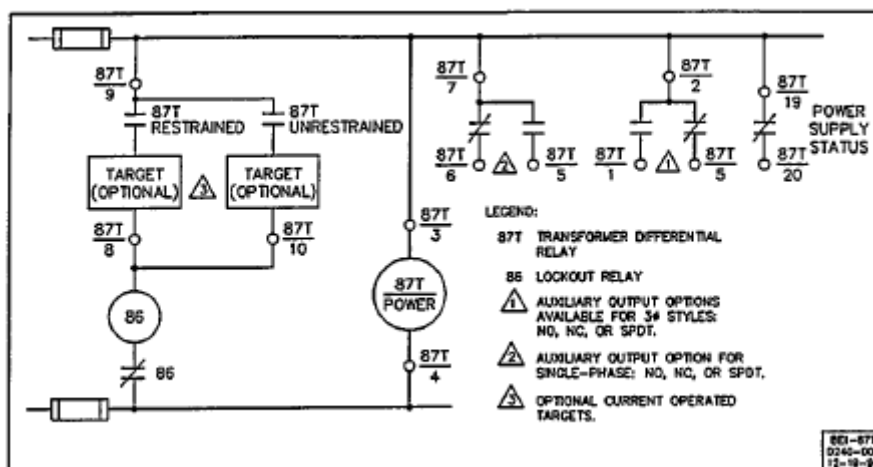 87T
9
87T
RESTRAINED
87T
UNRESTRAINED
TARGET
(OPTIONAL)
3
TARGET
(OPTIONAL)
87T
8
87T
10
86
86
87T
3
87T
POWER
87T
4
87T
7
87T
6
2
87T
5
87T
2
87T
1
1
87T
5
87T
19
POWER
SUPPLY
STATUS
87T
20
LEGEND:
87T TRANSFORMER DIFFERENTIAL
RELAY
86 LOCKOUT RELAY
1 AUXILIARY OUTPUT OPTIONS
AVAILABLE FOR 3ø STYLES:
NO, NC, OR SPDT.
2 AUXILIARY OUTPUT OPTION FOR
SINGLE-PHASE: NO, NC, OR SPDT.
3 OPTIONAL CURRENT OPERATED
TARGETS.